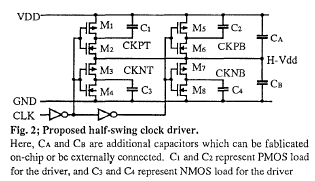 VDD
M1
C1
M5
C2
CA
M2
CKPT
M6
CKPB
H-Vdd
M3
CKNT
M7
CKNB
CB
M4
C3
M8
C4
GND
CLK
Fig. 2; Proposed half-swing clock driver.
Here, CA and CB are additional capacitors which can be fablicated
on-chip or be externally connected. C1 and C2 represent PMOS load
for the driver, and C3 and C4 represent NMOS load for the driver